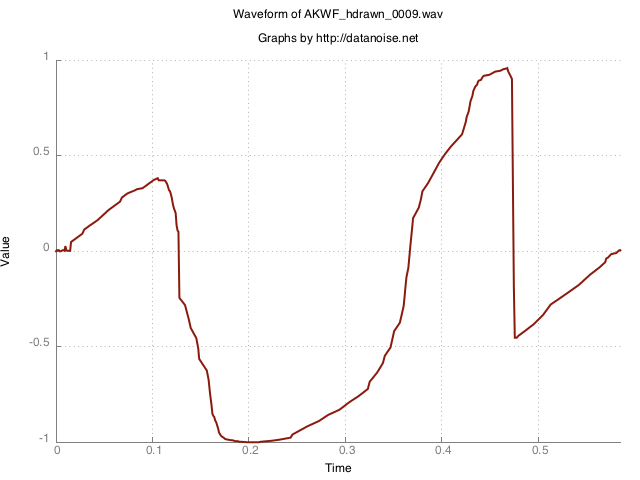 Waveform of AKWF_hdrawn_0009.wav
Graphs by http://datanoise.net
1
0.5
0
-0.5
-1
Value
0 0.1 0.2 0.3 0.4 0.5
Time